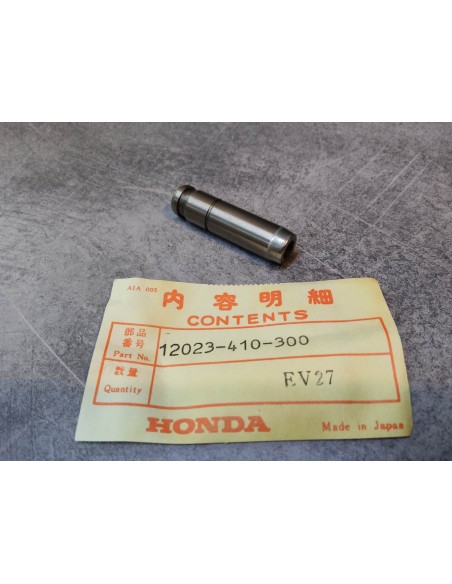 AIA 005
内容明細
CONTENTS
部品
番号
Part No.
12023-410-300
数量
Quantity
EV27
HONDA
Made in Japan